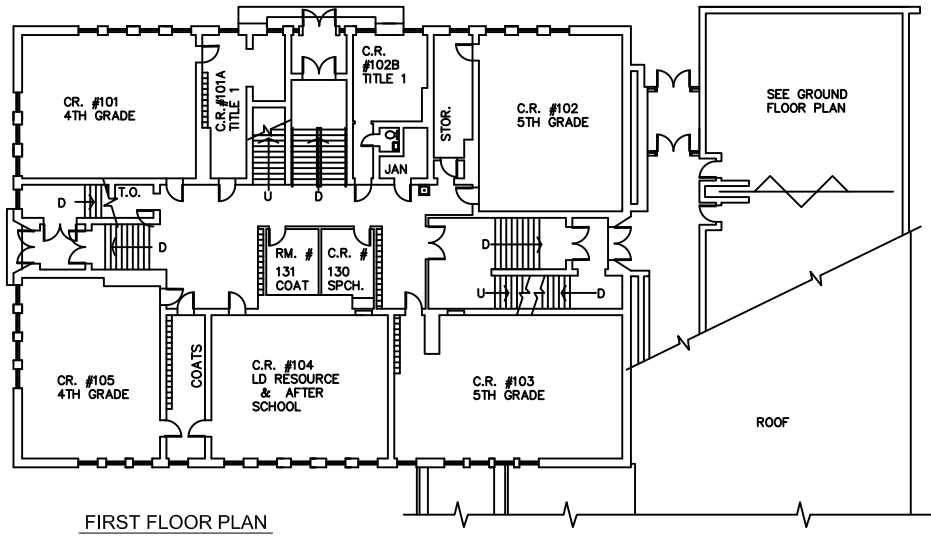 CR. #101
4TH GRADE
C.R.#101A
TITLE 1
C.R.
#102B
TITLE 1
STOR.
C.R. #102
5TH GRADE
SEE GROUND
FLOOR PLAN
JAN
T.O.
D
U
D
D
D
RM. #
131
COAT
C.R. #
130
SPCH.
U
D
COATS
CR. #105
4TH GRADE
C.R. #104
LD RESOURCE
& AFTER
SCHOOL
C.R. #103
5TH GRADE
ROOF
FIRST FLOOR PLAN